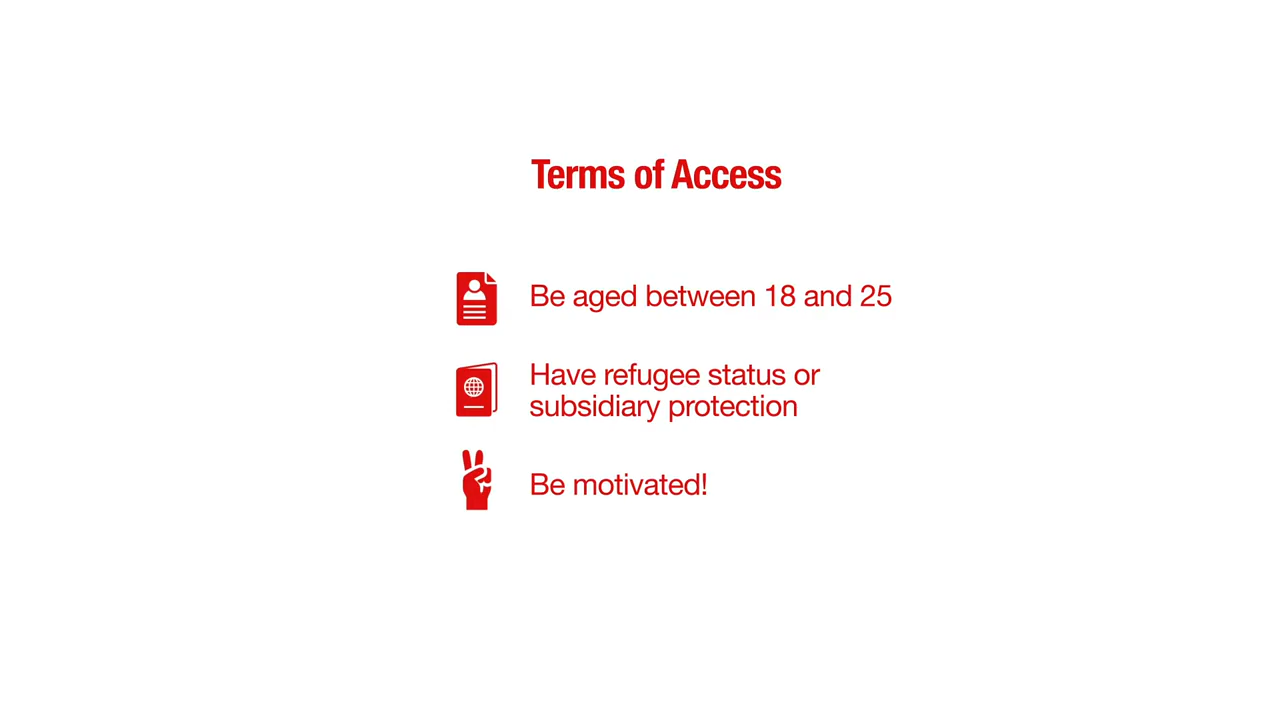 Terms of Access
Be aged between 18 and 25
Have refugee status or
subsidiary protection
Be motivated!